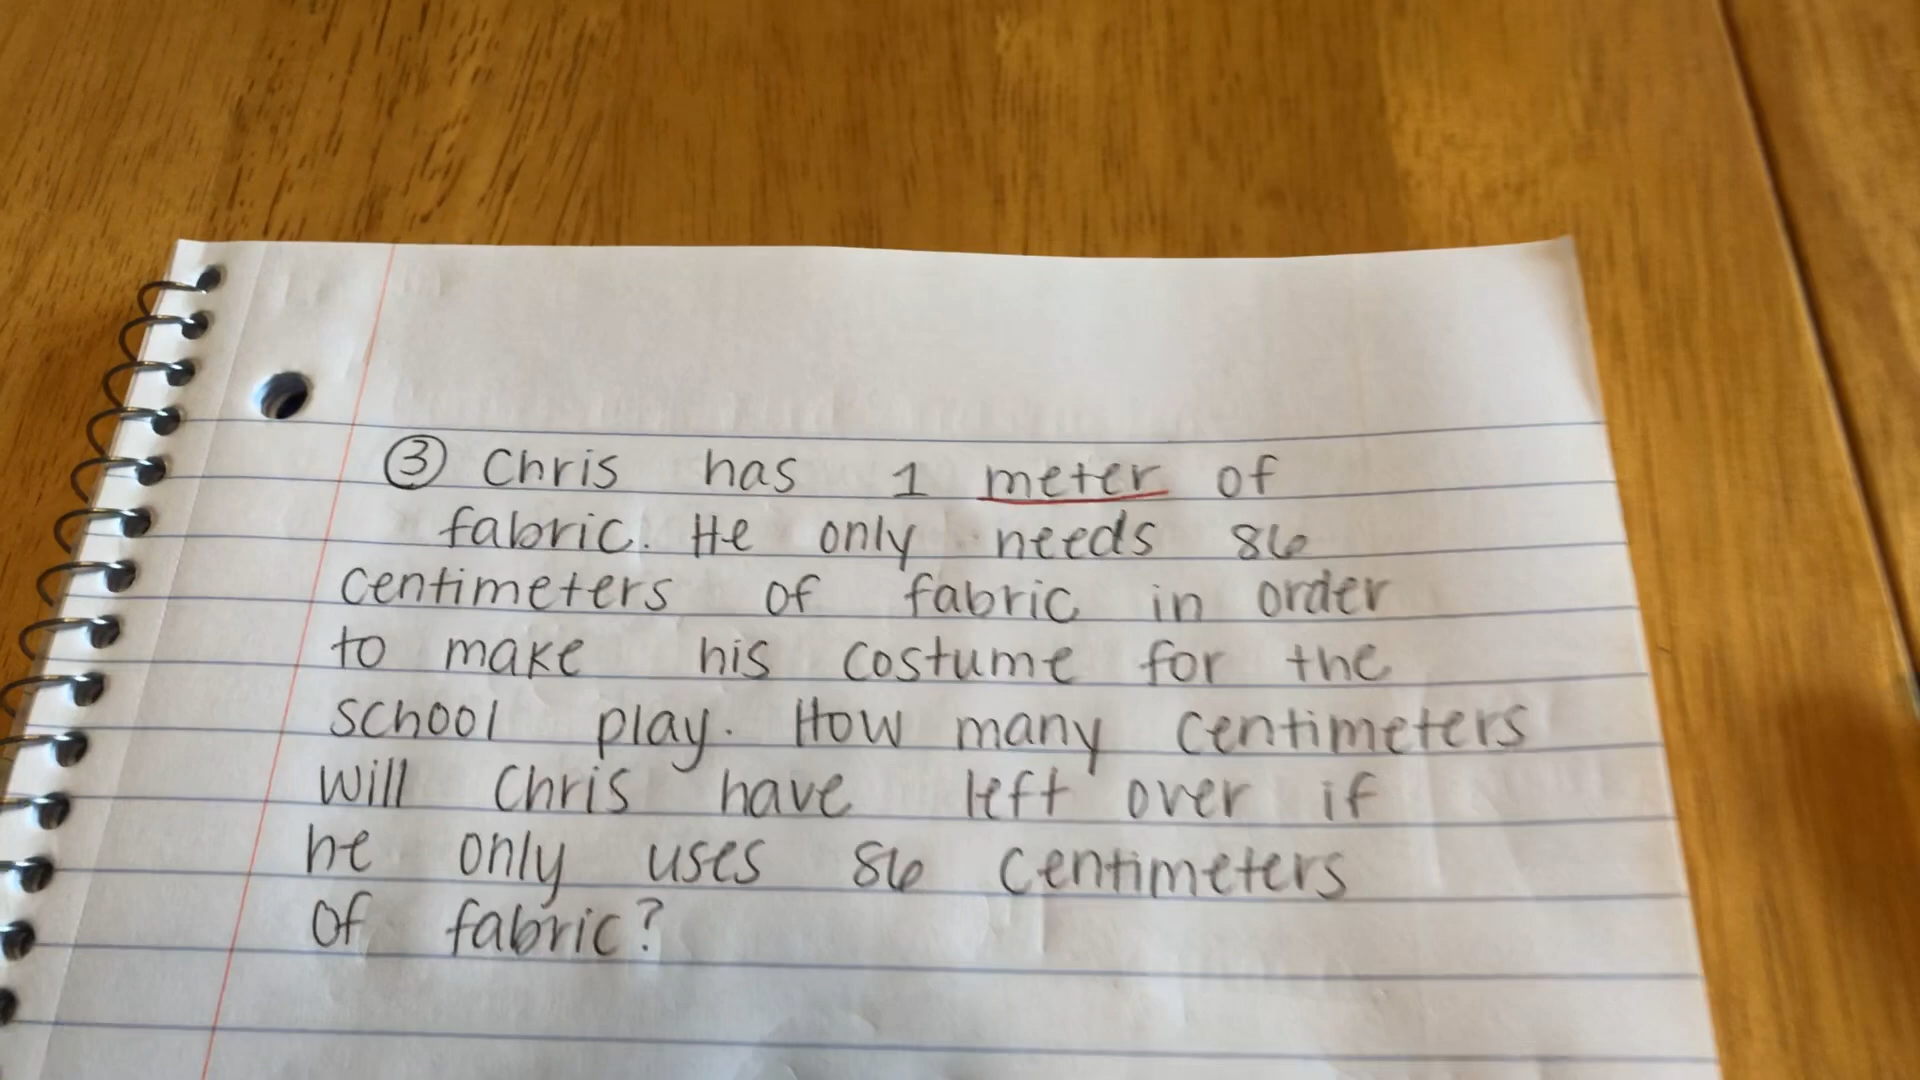 ③ Chris has 1 meter of
fabric. He only needs 86
centimeters of fabric in order
to make his costume for the
school play. How many centimeters
will Chris have left over if
he only uses 86 centimeters
of fabric?